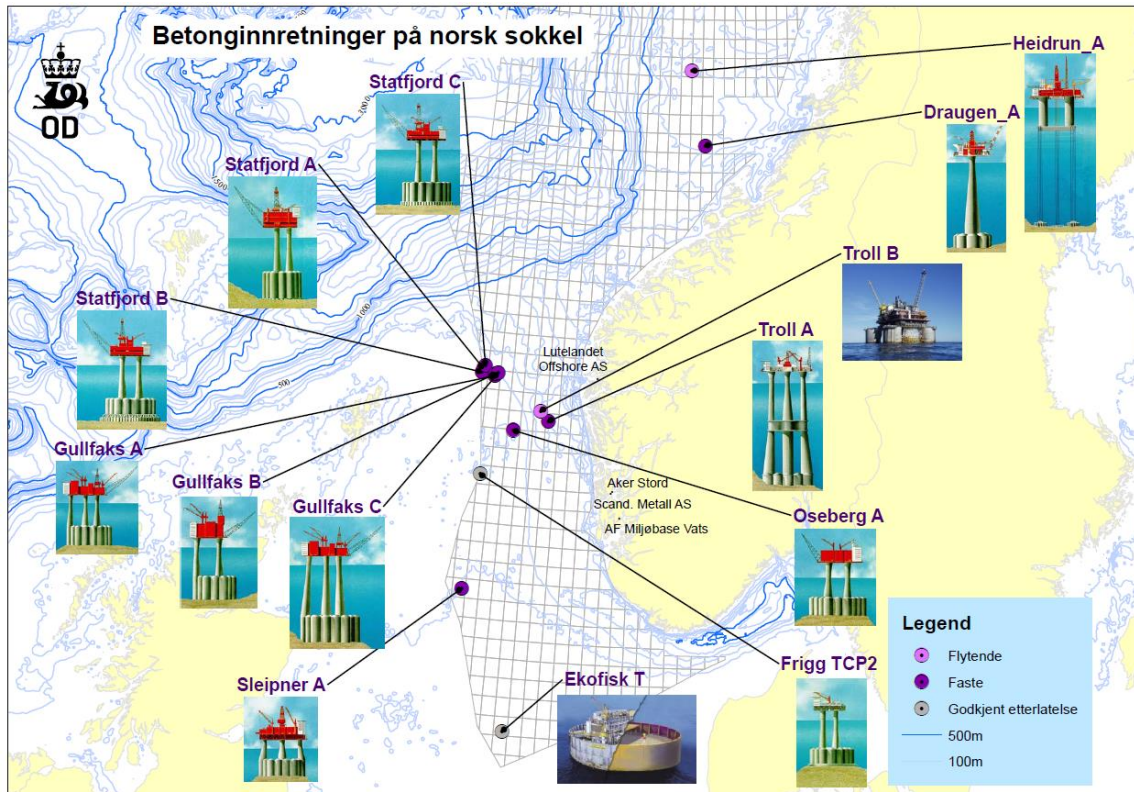 Betonginnretninger på norsk sokkel
OD
Heidrun_A
Statfjord C
Draugen_A
Statfjord A
Troll B
Statfjord B
Troll A
Lutelandet
Offshore AS
Gullfaks A
Gullfaks B
Gullfaks C
Aker Stord
Scand. Metall AS
AF Miljøbase Vats
Oseberg A
Sleipner A
Ekofisk T
Frigg TCP2
Legend
Flytende
Faste
Godkjent etterlatelse
500m
100m
1000
500